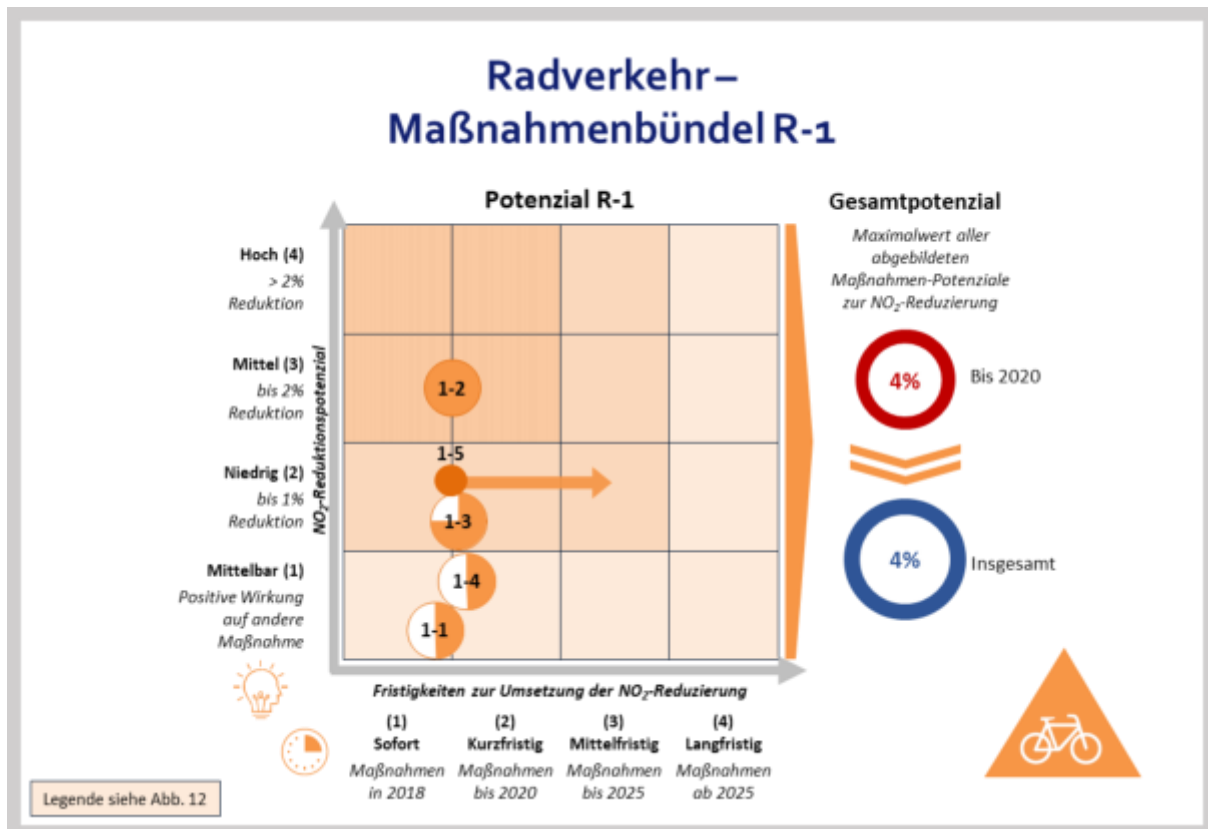 Radverkehr –
Maßnahmenbündel R-1
Potenzial R-1
Hoch (4)
> 2%
Reduktion
Mittel (3)
bis 2%
Reduktion
Niedrig (2)
bis 1%
Reduktion
Mittelbar (1)
Positive Wirkung
auf andere
Maßnahme
NO₂-Reduktionspotenzial
1-2
1-5
1-3
1-4
1-1
Fristigkeiten zur Umsetzung der NO₂-Reduzierung
(1)
Sofort
Maßnahmen
in 2018
(2)
Kurzfristig
Maßnahmen
bis 2020
(3)
Mittelfristig
Maßnahmen
bis 2025
(4)
Langfristig
Maßnahmen
ab 2025
Gesamtpotenzial
Maximalwert aller
abgebildeten
Maßnahmen-Potenziale
zur NO₂-Reduzierung
4%
Bis 2020
4%
Insgesamt
Legende siehe Abb. 12